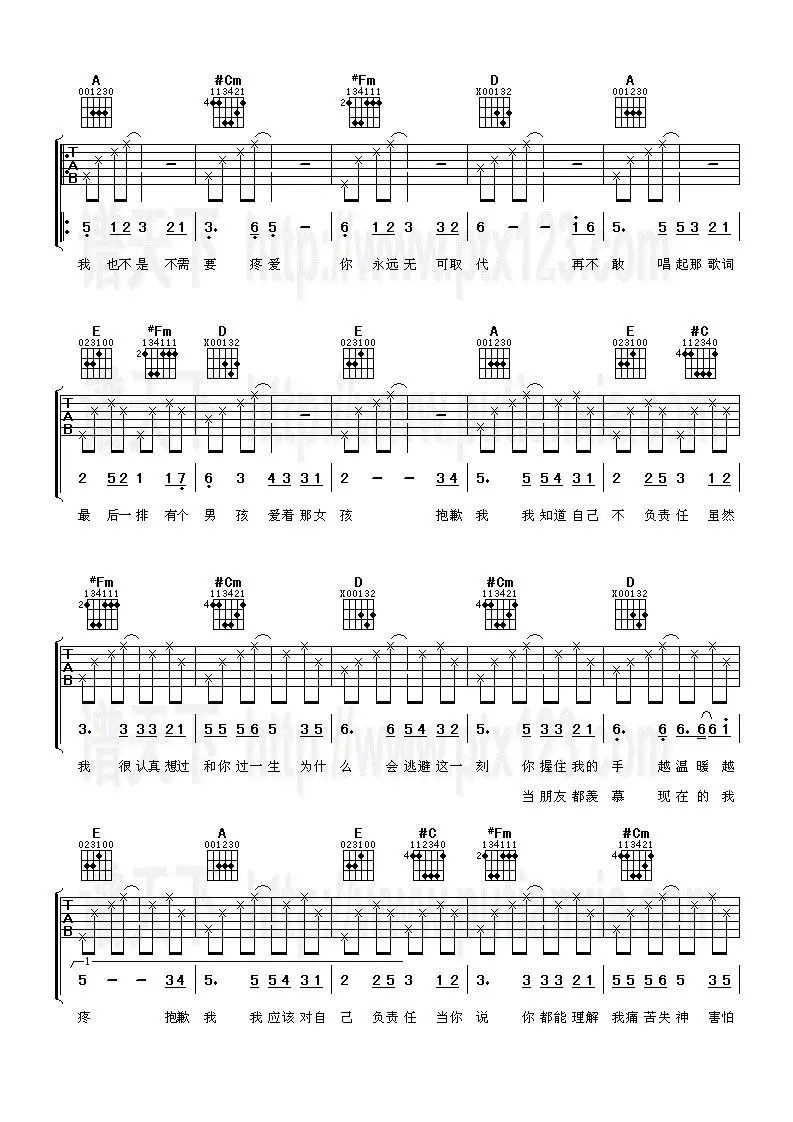 A #Cm #Fm D A
001230 113421 134111 X00132 001230
4 2
TAB
5 1 2 3 2 1 3. 6 5 - 6 1 2 3 3 2 6 - - 1 6 5. 5 5 3 2 1
我 也不是 不需 要 疼 爱 你 永远无 可取 代 再不 敢 唱起那 歌词
E #Fm D E A E #C
023100 134111 X00132 023100 001230 023100 112340
2 4
TAB
2 5 2 1 1 7 6 3 4 3 3 1 2 - - 3 4 5. 5 5 4 3 1 2 2 5 3 1 2
最 后一排 有个 男 孩 爱着 那女 孩 抱歉 我 我知道 自己 不 负责 任 虽然
#Fm #Cm D #Cm D
134111 113421 X00132 113421 X00132
2 4 4
TAB
3. 3 3 3 2 1 5 5 5 6 5 3 5 6. 6 5 4 3 2 5. 5 3 3 2 1 6. 6 6. 6 6 1
我 很认真 想过 和你 过一 生 为什 么 会 逃避 这一 刻 你 握住 我的 手 越 温 暖 越
当 朋友 都羡 慕 现 在 的 我
E A E #C #Fm #Cm
023100 001230 023100 112340 134111 113421
4 2 4
TAB
1
5 - - 3 4 5. 5 5 4 3 1 2 2 5 3 1 2 3. 3 3 3 2 1 5 5 5 6 5 3 5
疼 抱歉 我 我 应该 对自 己 负责 任 当你 说 你 都能 理解 我痛 苦失 神 害怕